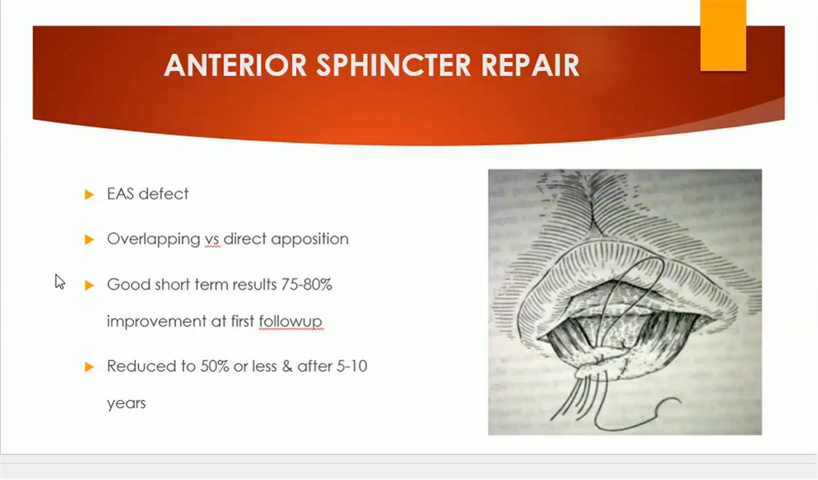 ANTERIOR SPHINCTER REPAIR
EAS defect
Overlapping vs direct apposition
Good short term results 75-80%
improvement at first followup
Reduced to 50% or less & after 5-10
years